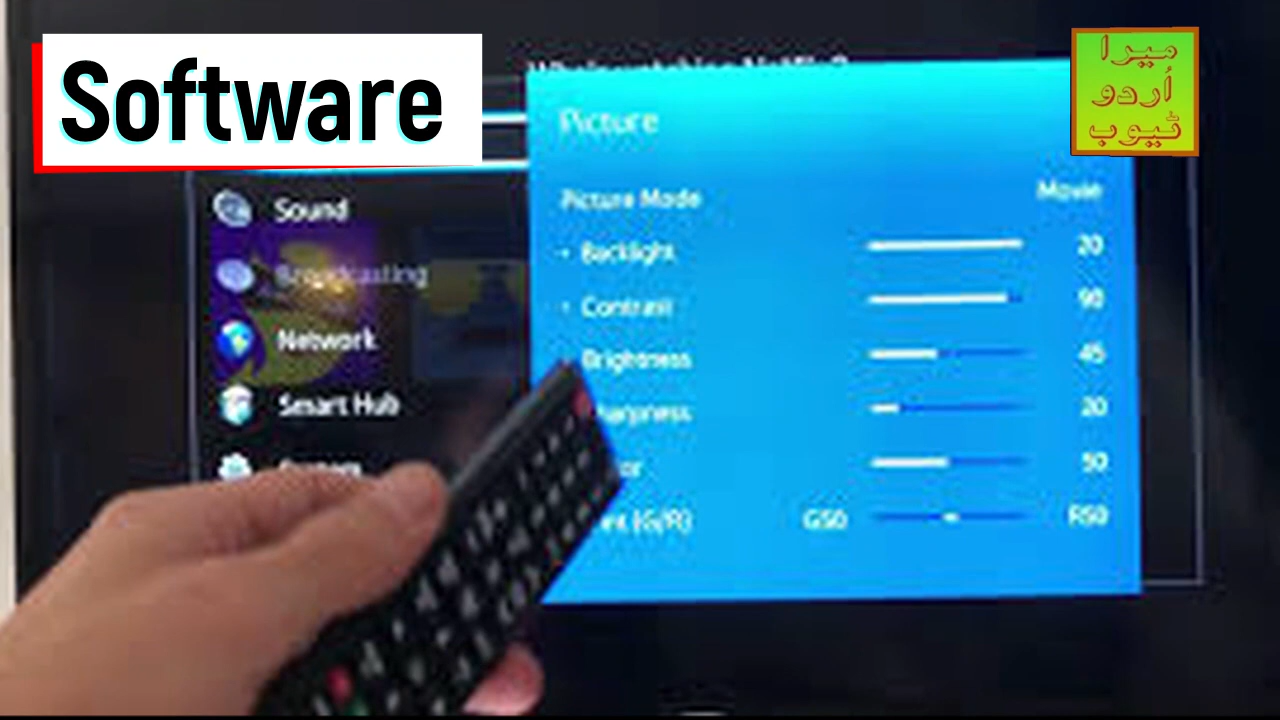 Software
میرا
اُردو
ٹیوب
Picture
Picture Mode Movie
Backlight 20
Contrast 90
Brightness 45
20
50
(G/R) G50 R50
Sound
Broadcasting
Network
Smart Hub